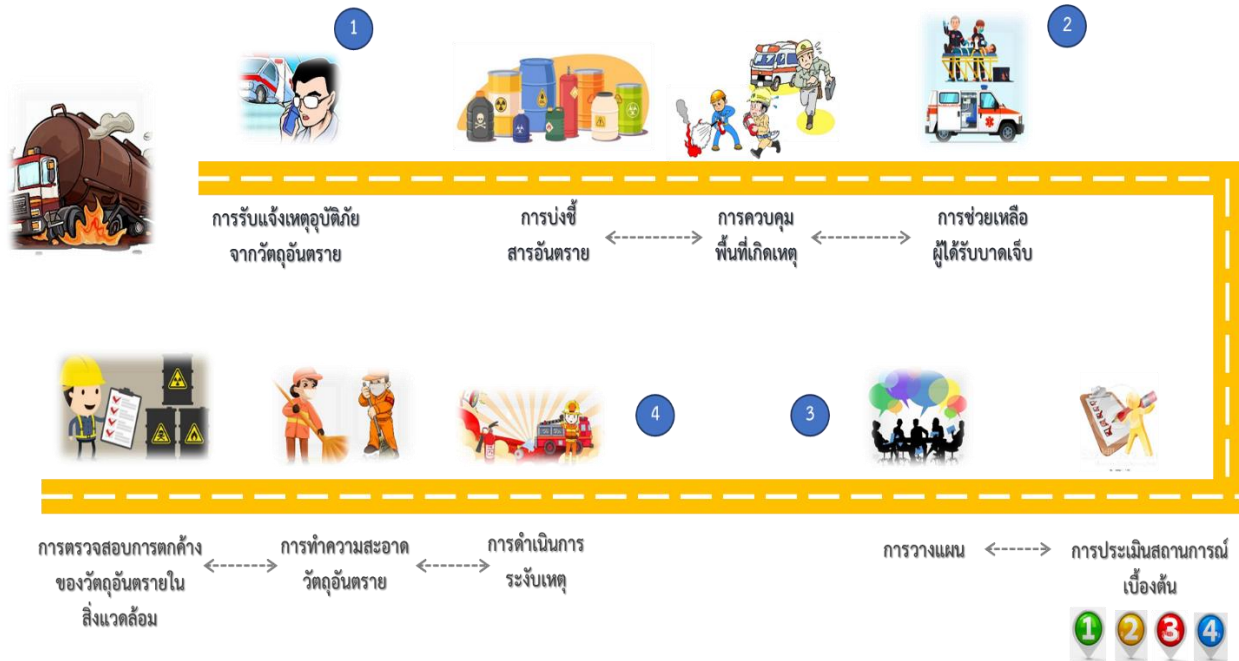 1
2
การรับแจ้งเหตุอุบัติภัย
จากวัตถุอันตราย
การบ่งชี้
สารอันตราย
การควบคุม
พื้นที่เกิดเหตุ
การช่วยเหลือ
ผู้ได้รับบาดเจ็บ
4
3
การตรวจสอบการตกค้าง
ของวัตถุอันตรายใน
สิ่งแวดล้อม
การทำความสะอาด
วัตถุอันตราย
การดำเนินการ
ระงับเหตุ
การวางแผน
การประเมินสถานการณ์
เบื้องต้น
1 2 3 4